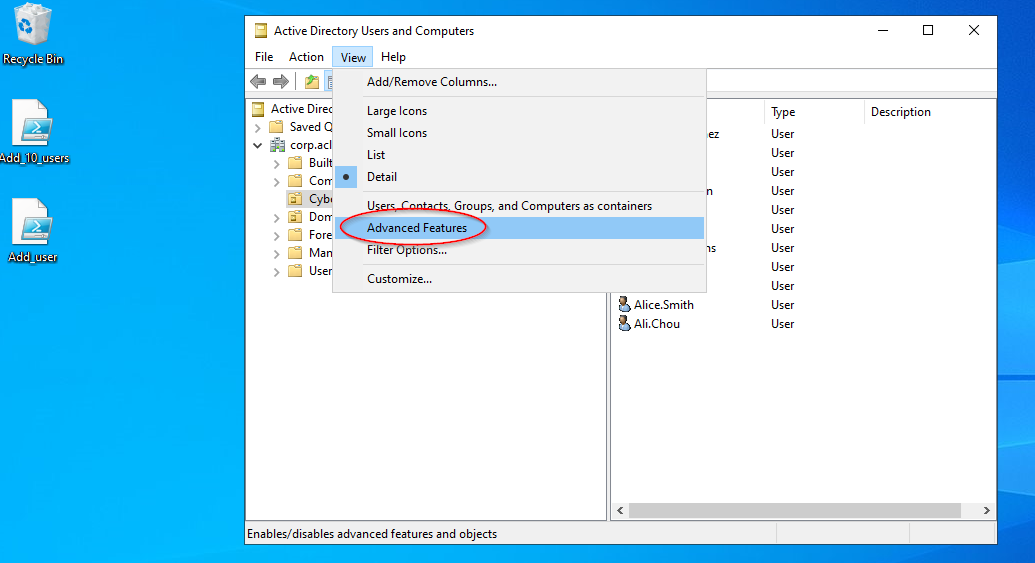 Recycle Bin
Add_10_users
Add_user
Active Directory Users and Computers
File Action View Help
Add/Remove Columns...
Large Icons
Small Icons
List
Detail
Users, Contacts, Groups, and Computers as containers
Advanced Features
Filter Options...
Customize...
Active Direc
Saved Q
corp.acl
Built
Com
Cybe
Dom
Fore
Man
User
Type Description
ez User
User
User
n User
User
User
ns User
User
User
Alice.Smith User
Ali.Chou User
Enables/disables advanced features and objects